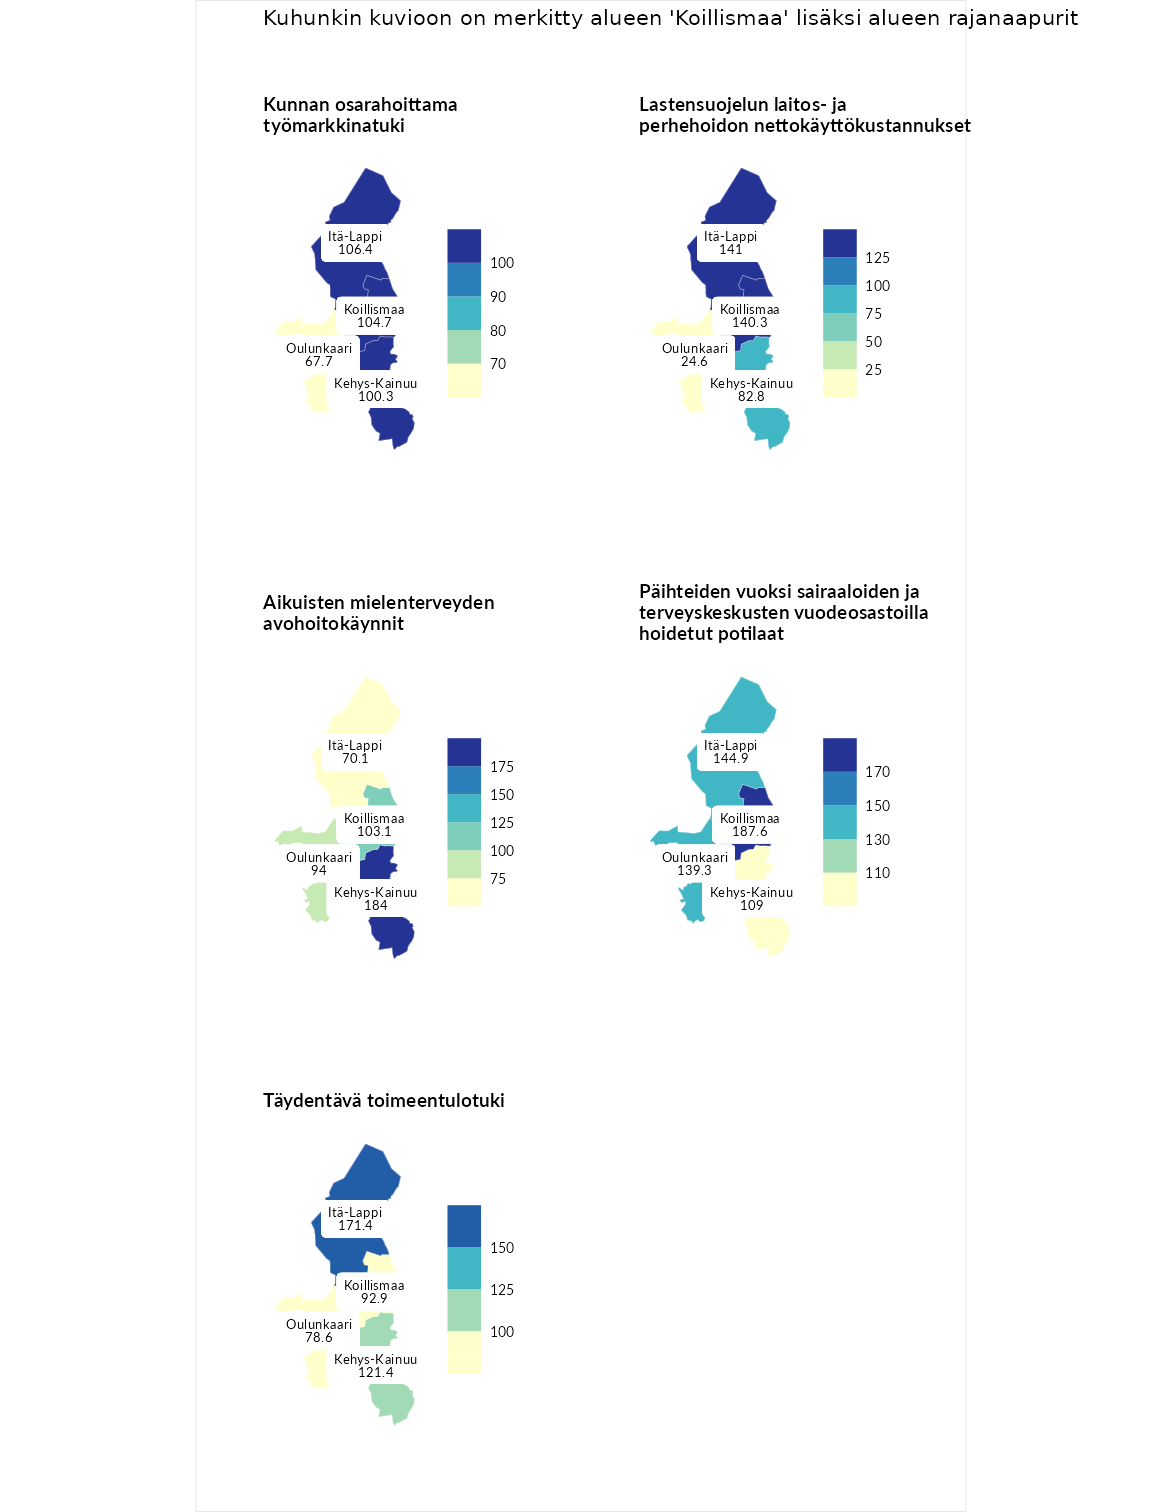 Kuhunkin kuvioon on merkitty alueen 'Koillismaa' lisäksi alueen rajanaapurit
Kunnan osarahoittama
työmarkkinatuki
Itä-Lappi
106.4
Koillismaa
104.7
Oulunkaari
67.7
Kehys-Kainuu
100.3
100
90
80
70
Lastensuojelun laitos- ja
perhehoidon nettokäyttökustannukset
Itä-Lappi
141
Koillismaa
140.3
Oulunkaari
24.6
Kehys-Kainuu
82.8
125
100
75
50
25
Aikuisten mielenterveyden
avohoitokäynnit
Itä-Lappi
70.1
Koillismaa
103.1
Oulunkaari
94
Kehys-Kainuu
184
175
150
125
100
75
Päihteiden vuoksi sairaaloiden ja
terveyskeskusten vuodeosastoilla
hoidetut potilaat
Itä-Lappi
144.9
Koillismaa
187.6
Oulunkaari
139.3
Kehys-Kainuu
109
170
150
130
110
Täydentävä toimeentulotuki
Itä-Lappi
171.4
Koillismaa
92.9
Oulunkaari
78.6
Kehys-Kainuu
121.4
150
125
100